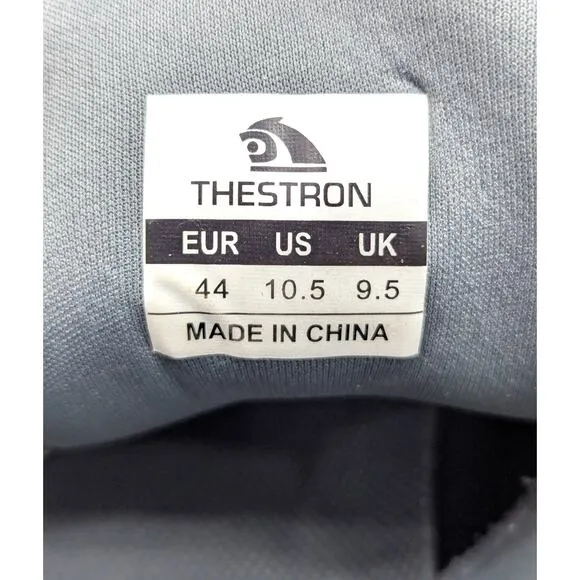 THESTRON
EUR US UK
44 10.5 9.5
MADE IN CHINA